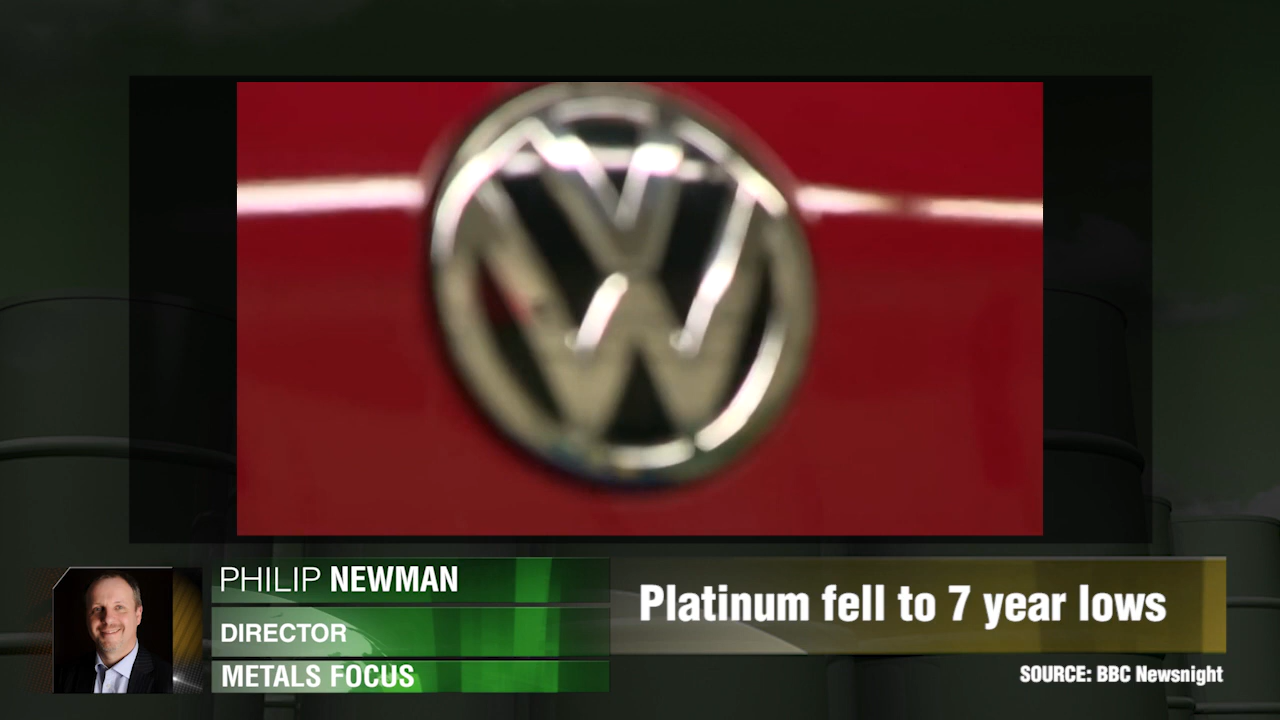 PHILIP NEWMAN
DIRECTOR
METALS FOCUS
Platinum fell to 7 year lows
SOURCE: BBC Newsnight